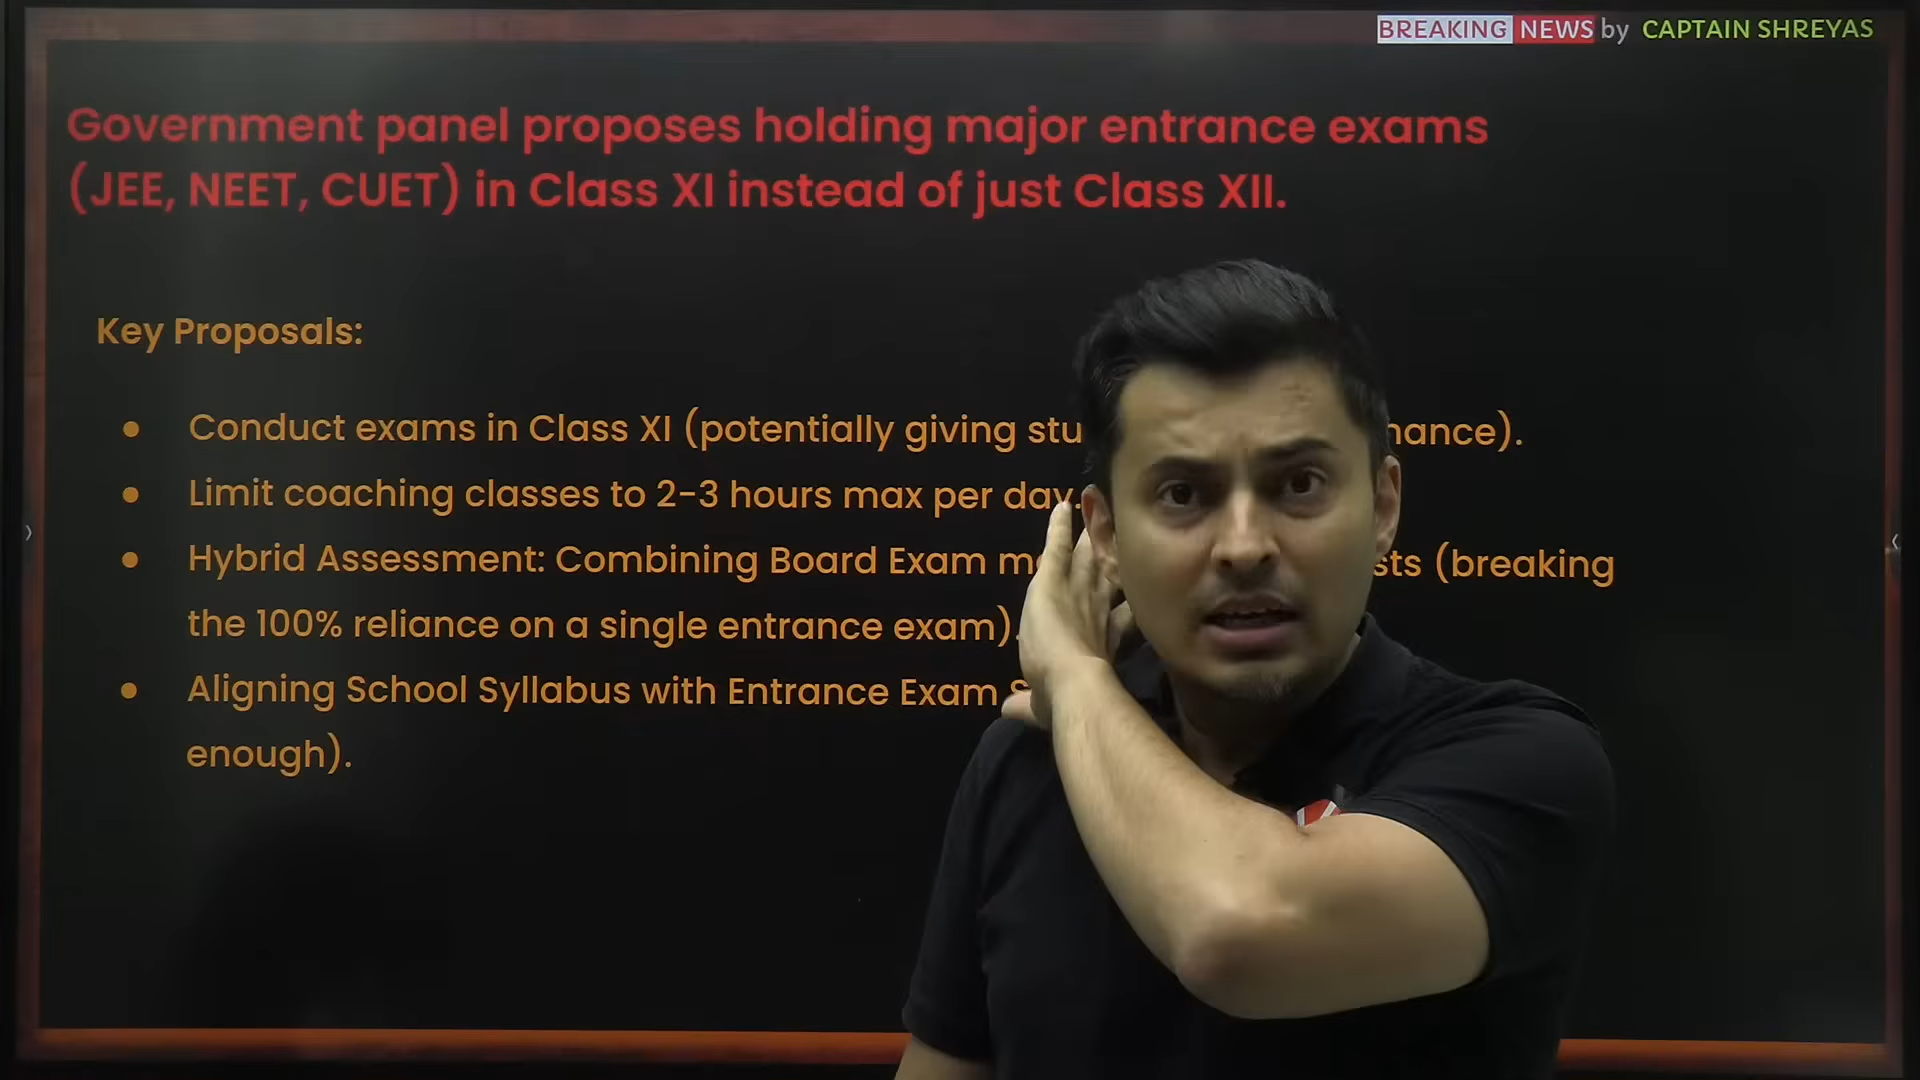 BREAKING NEWS by CAPTAIN SHREYAS
Government panel proposes holding major entrance exams
(JEE, NEET, CUET) in Class XI instead of just Class XII.
Key Proposals:
● Conduct exams in Class XI (potentially giving
● Limit coaching classes to 2-3 hours max per day.
● Hybrid Assessment: Combining Board Exam (breaking
the 100% reliance on a single entrance exam).
● Aligning School Syllabus with Entrance Exam
enough).